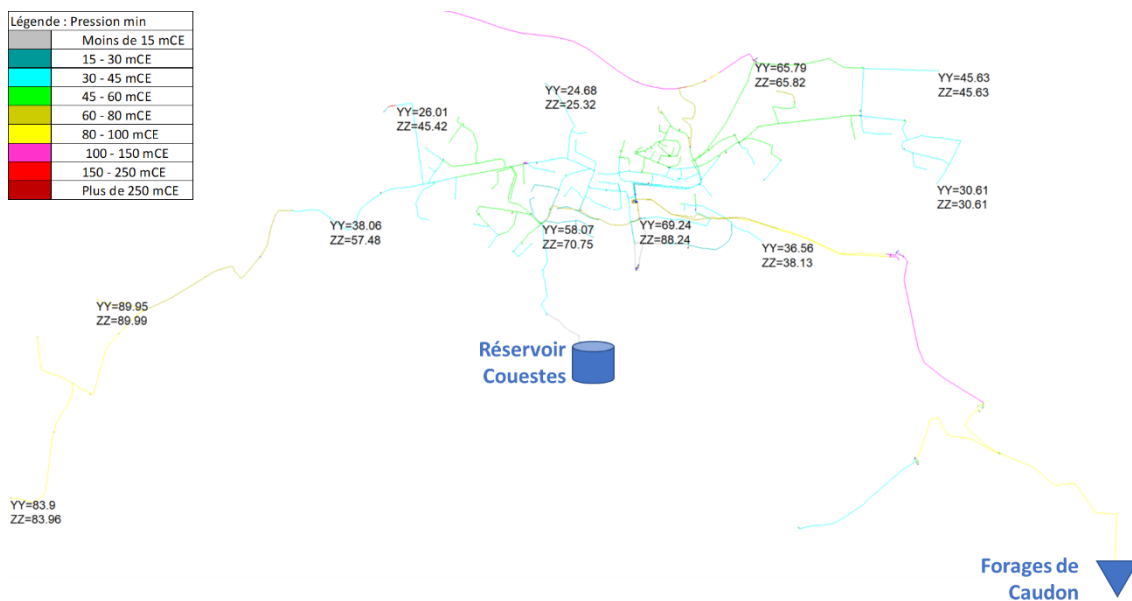 Légende : Pression min
Moins de 15 mCE
15 - 30 mCE
30 - 45 mCE
45 - 60 mCE
60 - 80 mCE
80 - 100 mCE
100 - 150 mCE
150 - 250 mCE
Plus de 250 mCE
YY=65.79
ZZ=65.82
YY=45.63
ZZ=45.63
YY=24.68
ZZ=25.32
YY=26.01
ZZ=45.42
YY=30.61
ZZ=30.61
YY=38.06
ZZ=57.48
YY=58.07
ZZ=70.75
YY=69.24
ZZ=88.24
YY=36.56
ZZ=38.13
YY=89.95
ZZ=89.99
Réservoir
Couestes
YY=83.9
ZZ=83.96
Forages de
Caudon